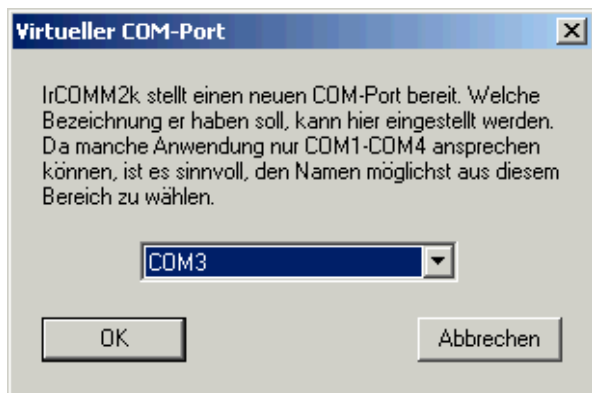 Virtueller COM-Port
IrCOMM2k stellt einen neuen COM-Port bereit. Welche
Bezeichnung er haben soll, kann hier eingestellt werden.
Da manche Anwendung nur COM1-COM4 ansprechen
können, ist es sinnvoll, den Namen möglichst aus diesem
Bereich zu wählen.
COM3
OK
Abbrechen